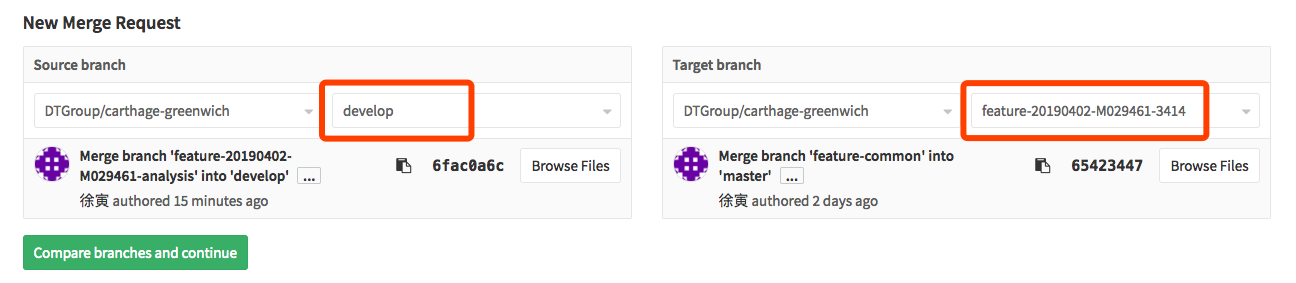 New Merge Request
Source branch
DTGroup/carthage-greenwich
develop
Merge branch 'feature-20190402-
M029461-analysis' into 'develop' ...
6fac0a6c
Browse Files
徐寅 authored 15 minutes ago
Target branch
DTGroup/carthage-greenwich
feature-20190402-M029461-3414
Merge branch 'feature-common' into
'master' ...
65423447
Browse Files
徐寅 authored 2 days ago
Compare branches and continue